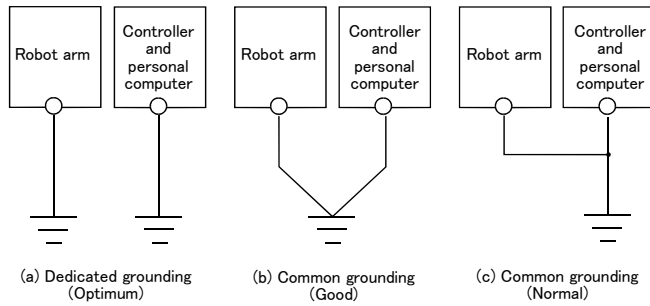 Robot arm
Controller
and
personal
computer
Robot arm
Controller
and
personal
computer
Robot arm
Controller
and
personal
computer
(a) Dedicated grounding
(Optimum)
(b) Common grounding
(Good)
(c) Common grounding
(Normal)